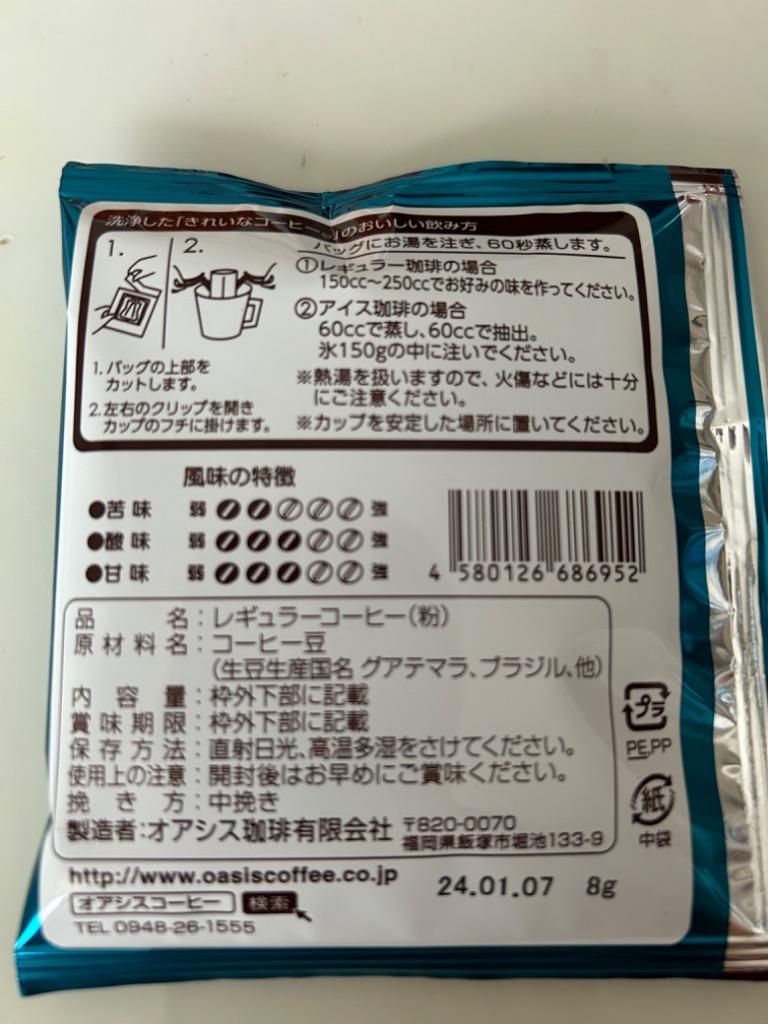 洗浄した「きれいなコーヒー®」のおいしい飲み方
1.
2.
バッグにお湯を注ぎ、60秒蒸します。
①レギュラー珈琲の場合
150cc〜250ccでお好みの味を作ってください。
②アイス珈琲の場合
60ccで蒸し、60ccで抽出。
氷150gの中に注いでください。
※熱湯を扱いますので、火傷などには十分
にご注意ください。
※カップを安定した場所に置いてください。
1. バッグの上部を
カットします。
2. 左右のクリップを開き
カップのフチに掛けます。
風味の特徴
●苦味 弱 強
●酸味 弱 強
●甘味 弱 強
4 580126 686952
品名:レギュラーコーヒー(粉)
原材料名:コーヒー豆
(生豆生産国名 グアテマラ、ブラジル、他)
内容量:枠外下部に記載
賞味期限:枠外下部に記載
保存方法:直射日光、高温多湿をさけてください。
使用上の注意:開封後はお早めにご賞味ください。
挽き方:中挽き
製造者:オアシス珈琲有限会社 〒820-0070
福岡県飯塚市堀池133-9
プラ
PE,PP
紙
中袋
http://www.oasiscoffee.co.jp
24.01.07 8g
オアシスコーヒー 検索
TEL 0948-26-1555